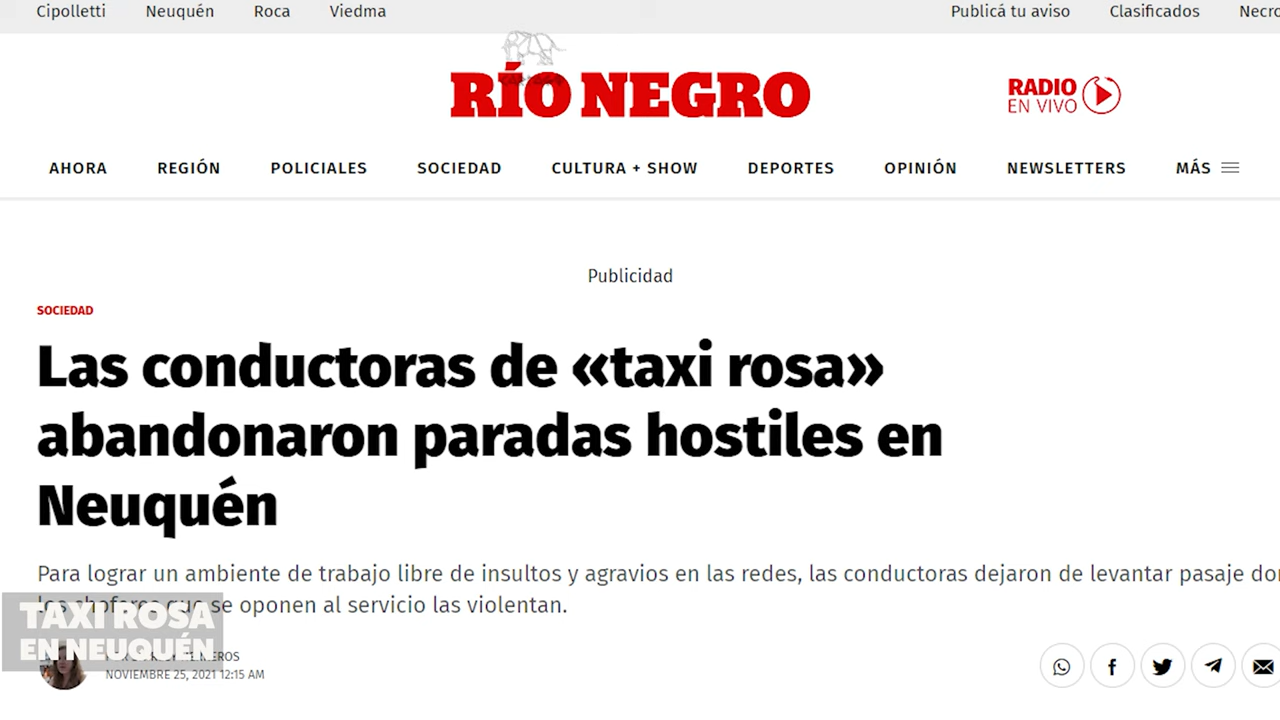 Cipolletti Neuquén Roca Viedma Publicá tu aviso Clasificados
RÍO NEGRO
RADIO
EN VIVO
AHORA REGIÓN POLICIALES SOCIEDAD CULTURA + SHOW DEPORTES OPINIÓN NEWSLETTERS MÁS
Publicidad
SOCIEDAD
Las conductoras de «taxi rosa»
abandonaron paradas hostiles en
Neuquén
Para lograr un ambiente de trabajo libre de insultos y agravios en las redes, las conductoras dejaron de levantar pasaje
los choferes que se oponen al servicio las violentan.
TAXI ROSA
EN NEUQUÉN
NOVIEMBRE 25, 2021 12:15 AM